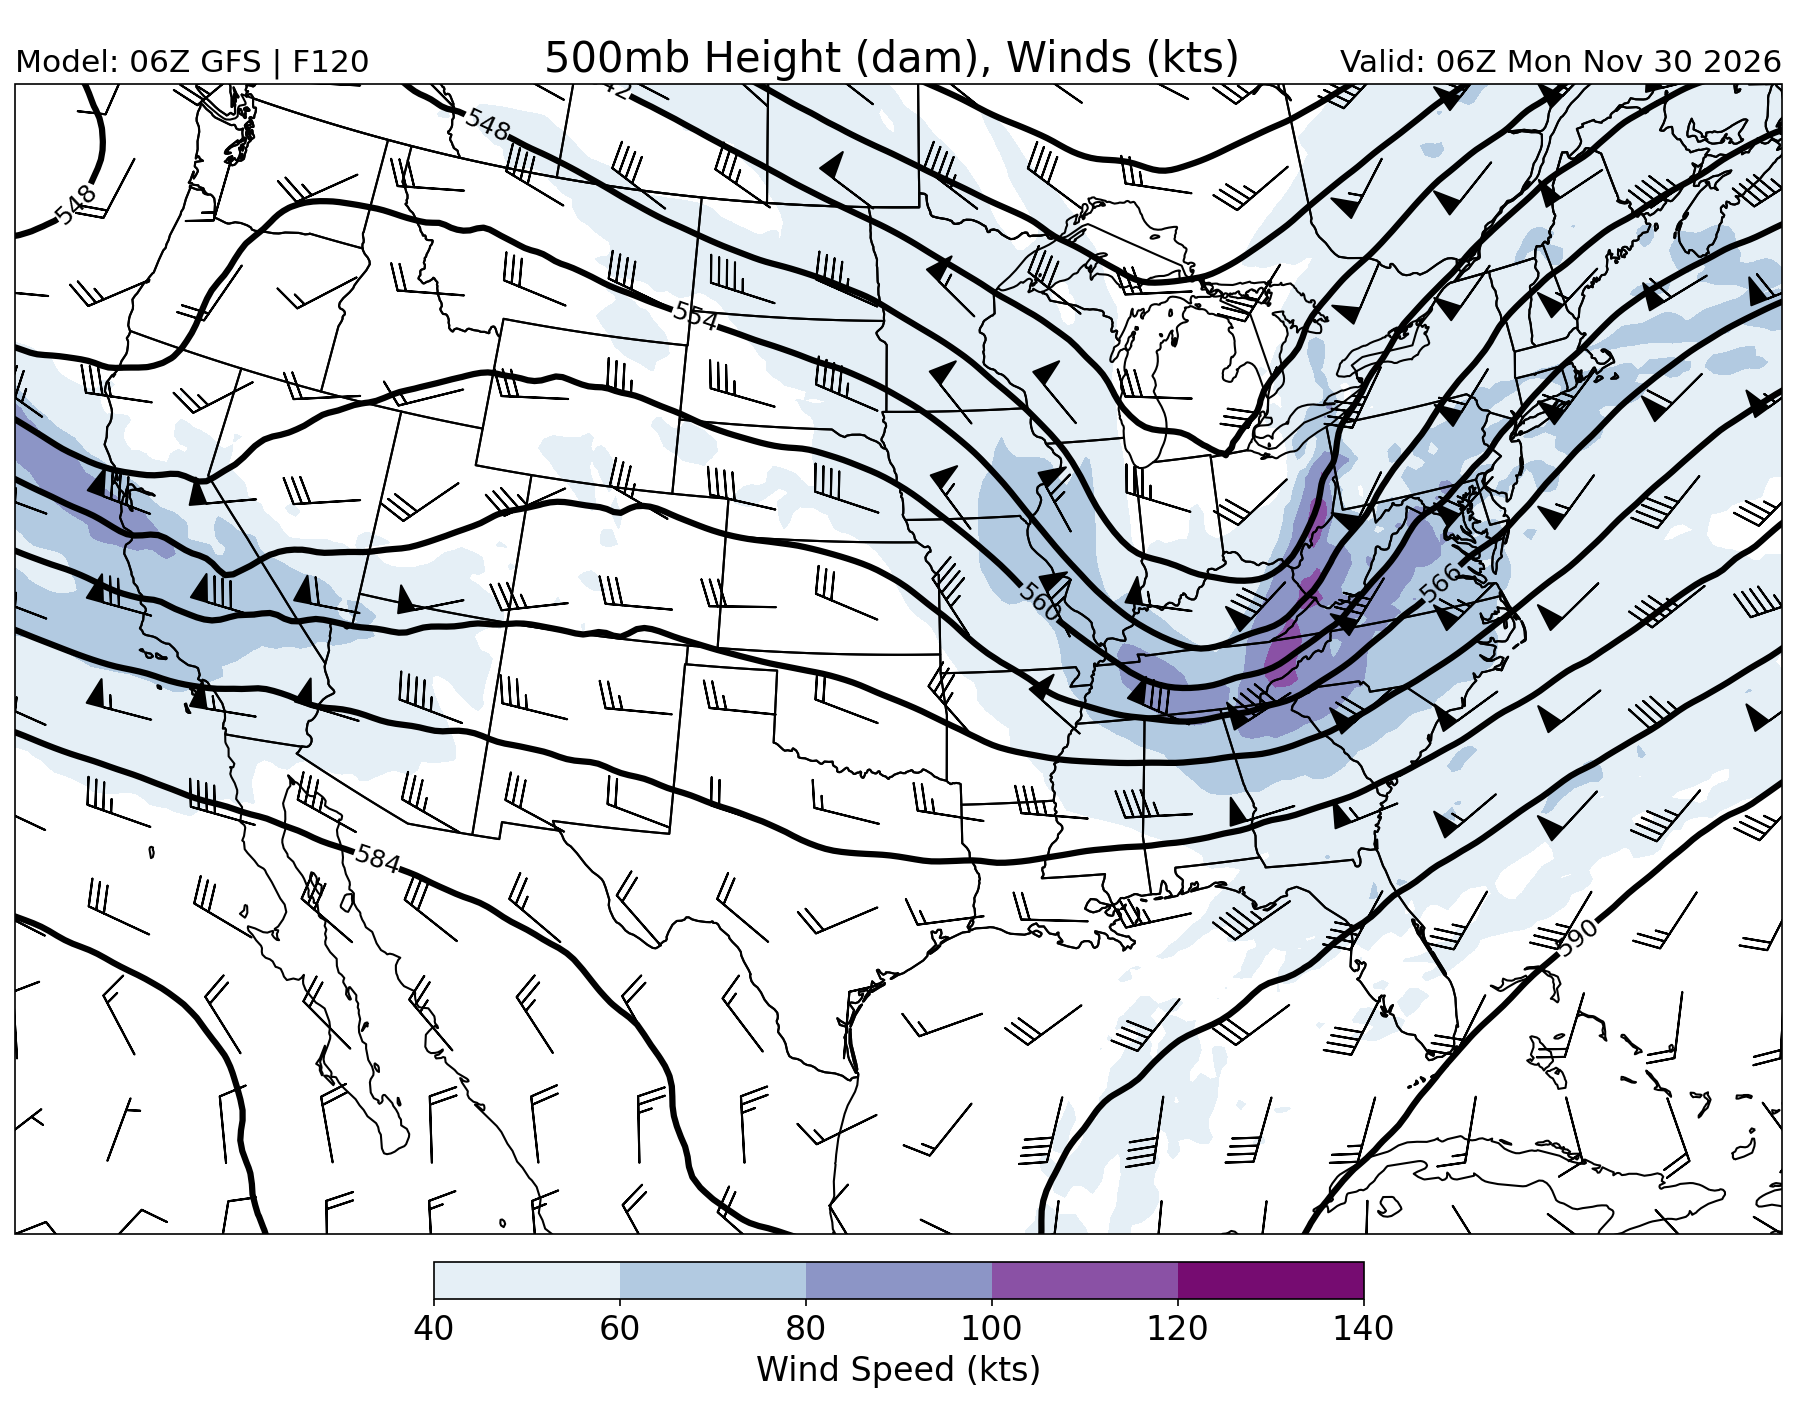 Model: 06Z GFS | F120
500mb Height (dam), Winds (kts)
Valid: 06Z Mon Nov 30 2026
548
548
554
560
566
584
590
40 60 80 100 120 140
Wind Speed (kts)